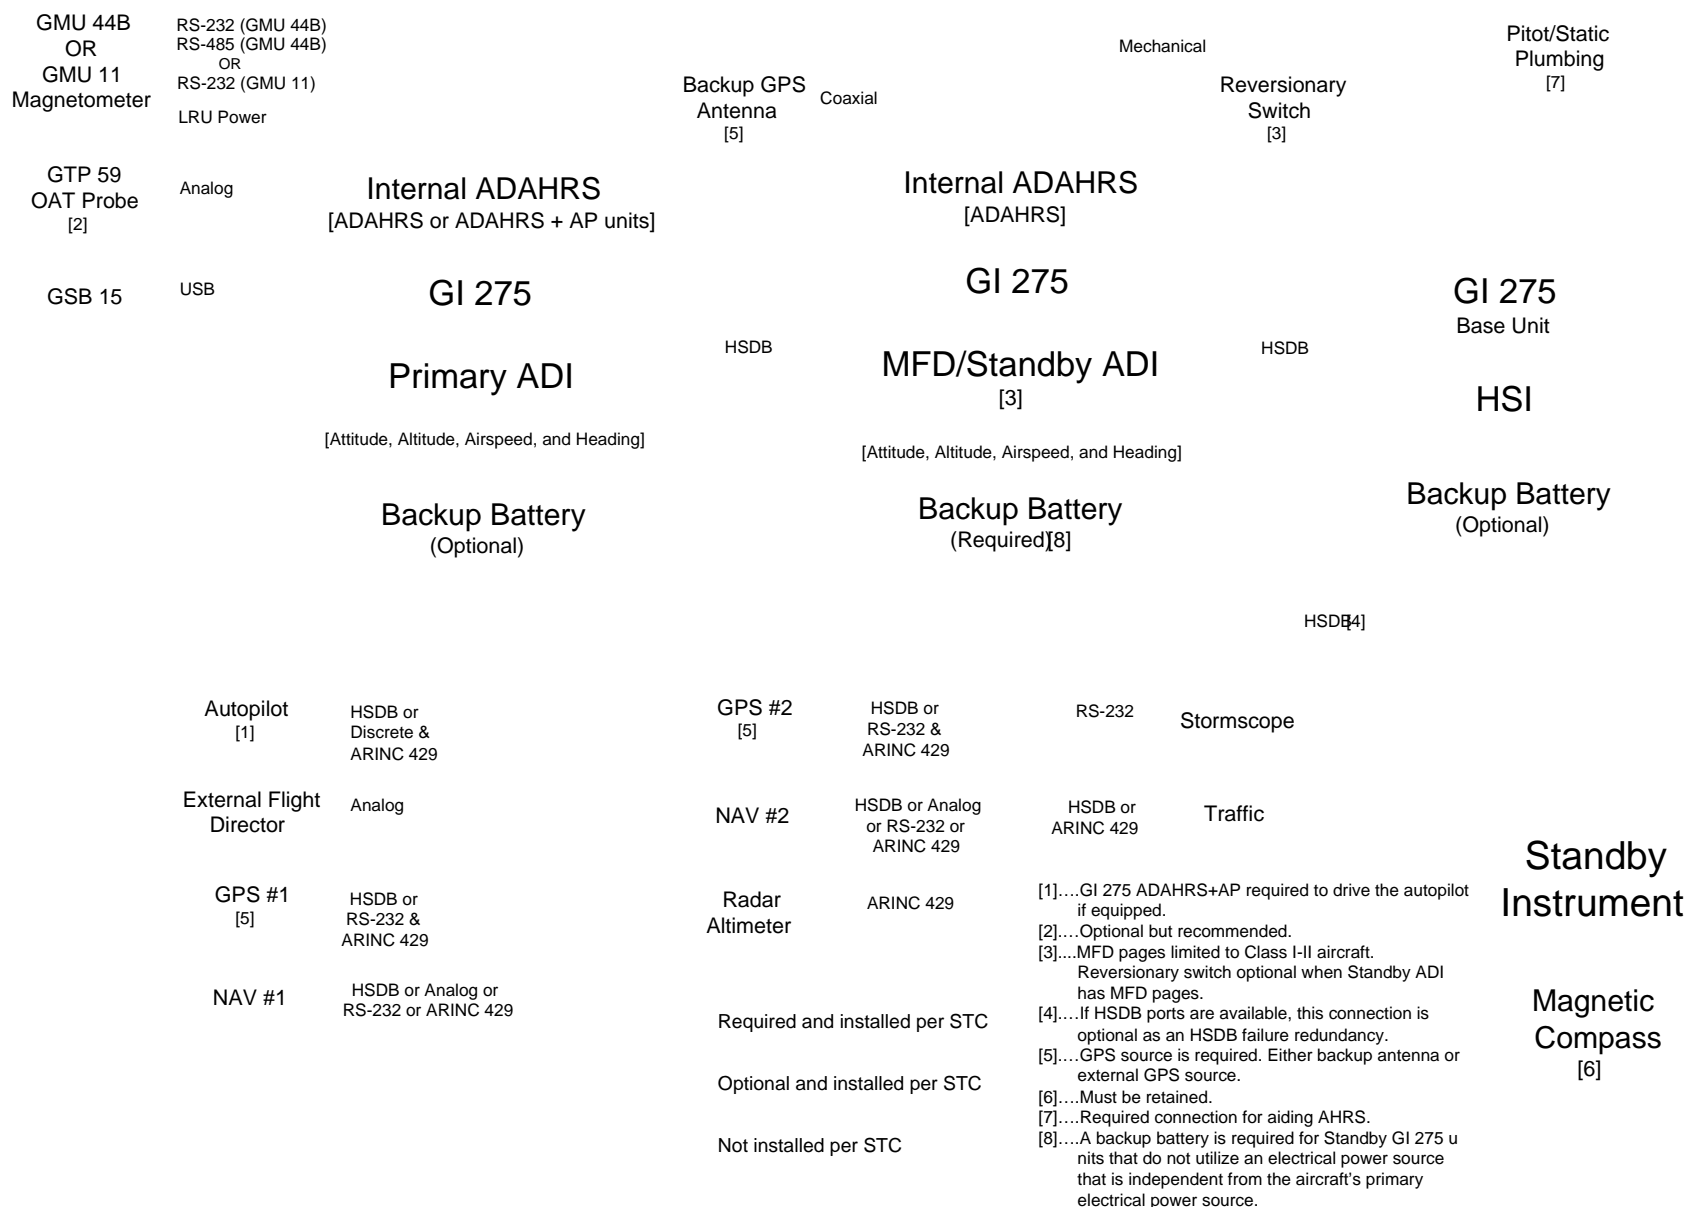 GMU 44B
OR
GMU 11
Magnetometer
RS-232 (GMU 44B)
RS-485 (GMU 44B)
OR
RS-232 (GMU 11)
LRU Power
Backup GPS
Antenna
[5]
Coaxial
Mechanical
Reversionary
Switch
[3]
Pitot/Static
Plumbing
[7]
GTP 59
OAT Probe
[2]
Analog
Internal ADAHRS
[ADAHRS or ADAHRS + AP units]
Internal ADAHRS
[ADAHRS]
GSB 15
USB
GI 275
GI 275
GI 275
Base Unit
HSDB
HSDB
Primary ADI
MFD/Standby ADI
[3]
HSI
[Attitude, Altitude, Airspeed, and Heading]
[Attitude, Altitude, Airspeed, and Heading]
Backup Battery
(Optional)
Backup Battery
(Required)[8]
Backup Battery
(Optional)
HSDB[4]
Autopilot
[1]
HSDB or
Discrete &
ARINC 429
GPS #2
[5]
HSDB or
RS-232 &
ARINC 429
RS-232
Stormscope
External Flight
Director
Analog
NAV #2
HSDB or Analog
or RS-232 or
ARINC 429
HSDB or
ARINC 429
Traffic
Standby
Instrument
GPS #1
[5]
HSDB or
RS-232 &
ARINC 429
Radar
Altimeter
ARINC 429
NAV #1
HSDB or Analog or
RS-232 or ARINC 429
Required and installed per STC
Optional and installed per STC
Not installed per STC
[1]….GI 275 ADAHRS+AP required to drive the autopilot
if equipped.
[2]….Optional but recommended.
[3]....MFD pages limited to Class I-II aircraft.
Reversionary switch optional when Standby ADI
has MFD pages.
[4]….If HSDB ports are available, this connection is
optional as an HSDB failure redundancy.
[5]….GPS source is required. Either backup antenna or
external GPS source.
[6]….Must be retained.
[7]….Required connection for aiding AHRS.
[8]….A backup battery is required for Standby GI 275 u
nits that do not utilize an electrical power source
that is independent from the aircraft’s primary
electrical power source.
Magnetic
Compass
[6]